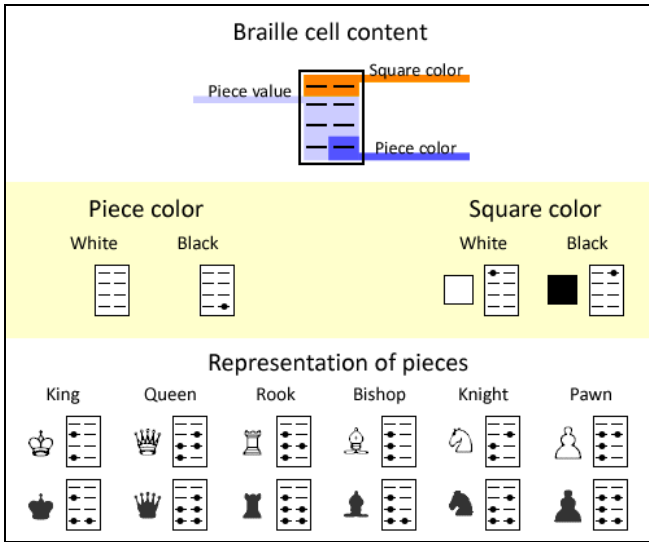 Braille cell content
Square color
Piece value
Piece color
Piece color
Square color
White Black White Black
Representation of pieces
King Queen Rook Bishop Knight Pawn